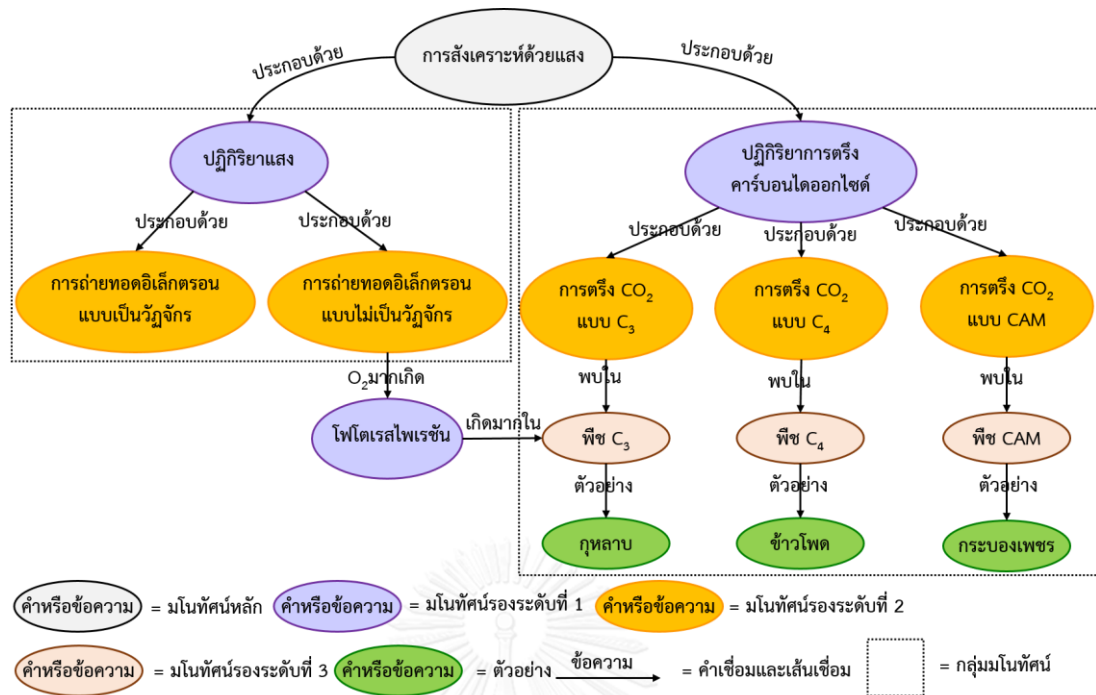 การสังเคราะห์ด้วยแสง
ประกอบด้วย
ประกอบด้วย
ปฏิกิริยาแสง
ปฏิกิริยาการตรึง
คาร์บอนไดออกไซด์
ประกอบด้วย
ประกอบด้วย
ประกอบด้วย
ประกอบด้วย
ประกอบด้วย
การถ่ายทอดอิเล็กตรอน
แบบเป็นวัฏจักร
การถ่ายทอดอิเล็กตรอน
แบบไม่เป็นวัฏจักร
การตรึง CO₂
แบบ C₃
การตรึง CO₂
แบบ C₄
การตรึง CO₂
แบบ CAM
O₂มากเกิด
พบใน
พบใน
พบใน
โฟโตเรสไพเรชัน
เกิดมากใน
พืช C₃
พืช C₄
พืช CAM
ตัวอย่าง
ตัวอย่าง
ตัวอย่าง
กุหลาบ
ข้าวโพด
กระบองเพชร
คำหรือข้อความ = มโนทัศน์หลัก คำหรือข้อความ = มโนทัศน์รองระดับที่ 1 คำหรือข้อความ = มโนทัศน์รองระดับที่ 2
คำหรือข้อความ = มโนทัศน์รองระดับที่ 3 คำหรือข้อความ = ตัวอย่าง ข้อความ = คำเชื่อมและเส้นเชื่อม = กลุ่มมโนทัศน์